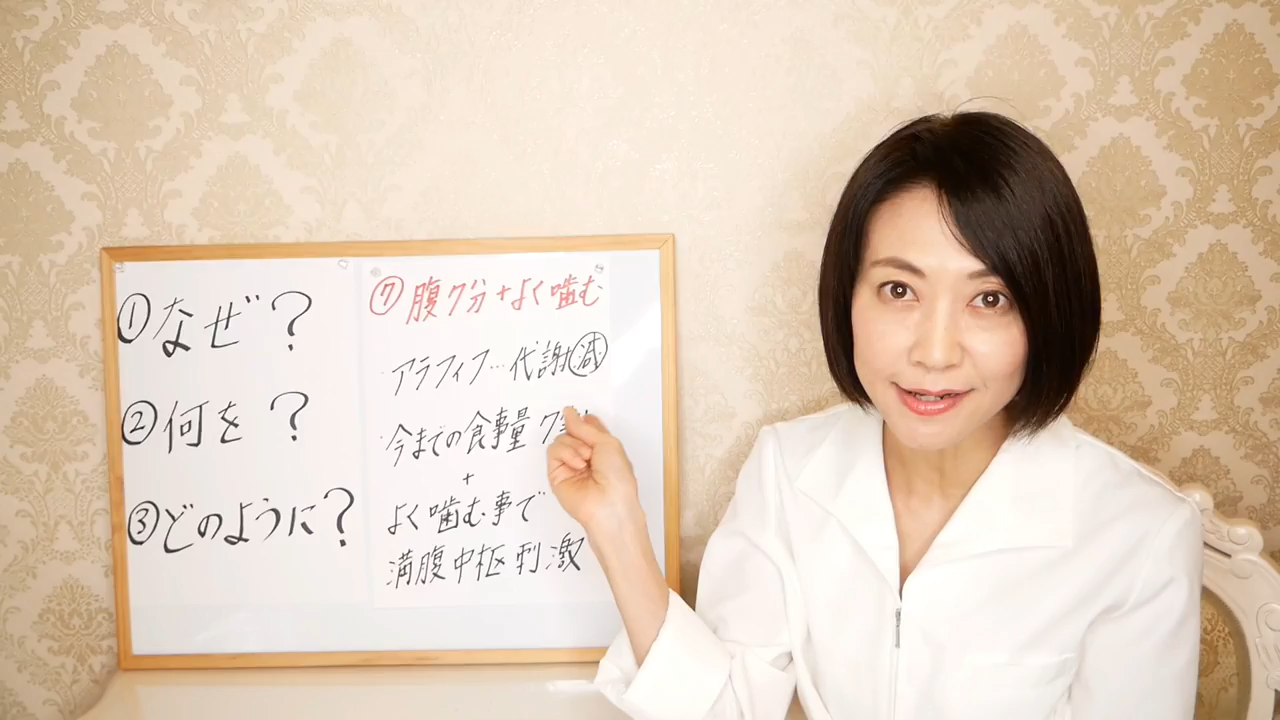 ①なぜ?
②何を?
③どのように?
⑦腹7分+よく噛む
・アラフィフ…代謝減
・今までの食事量7
+
よく噛む事で
満腹中枢刺激